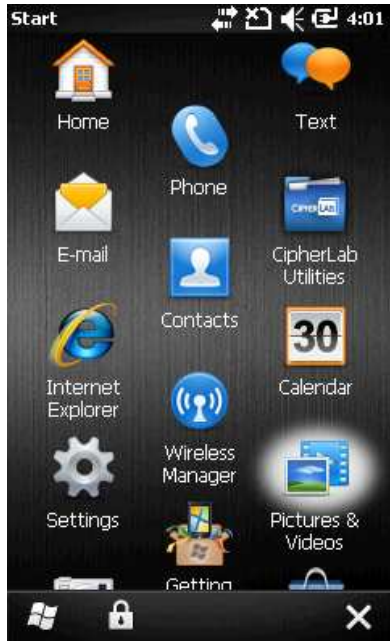 Start 4:01
Home
Text
Phone
E-mail
CIPHERLAB
CipherLab
Utilities
Contacts
30
Internet
Explorer
Calendar
Wireless
Manager
Settings
Pictures &
Videos
Getting